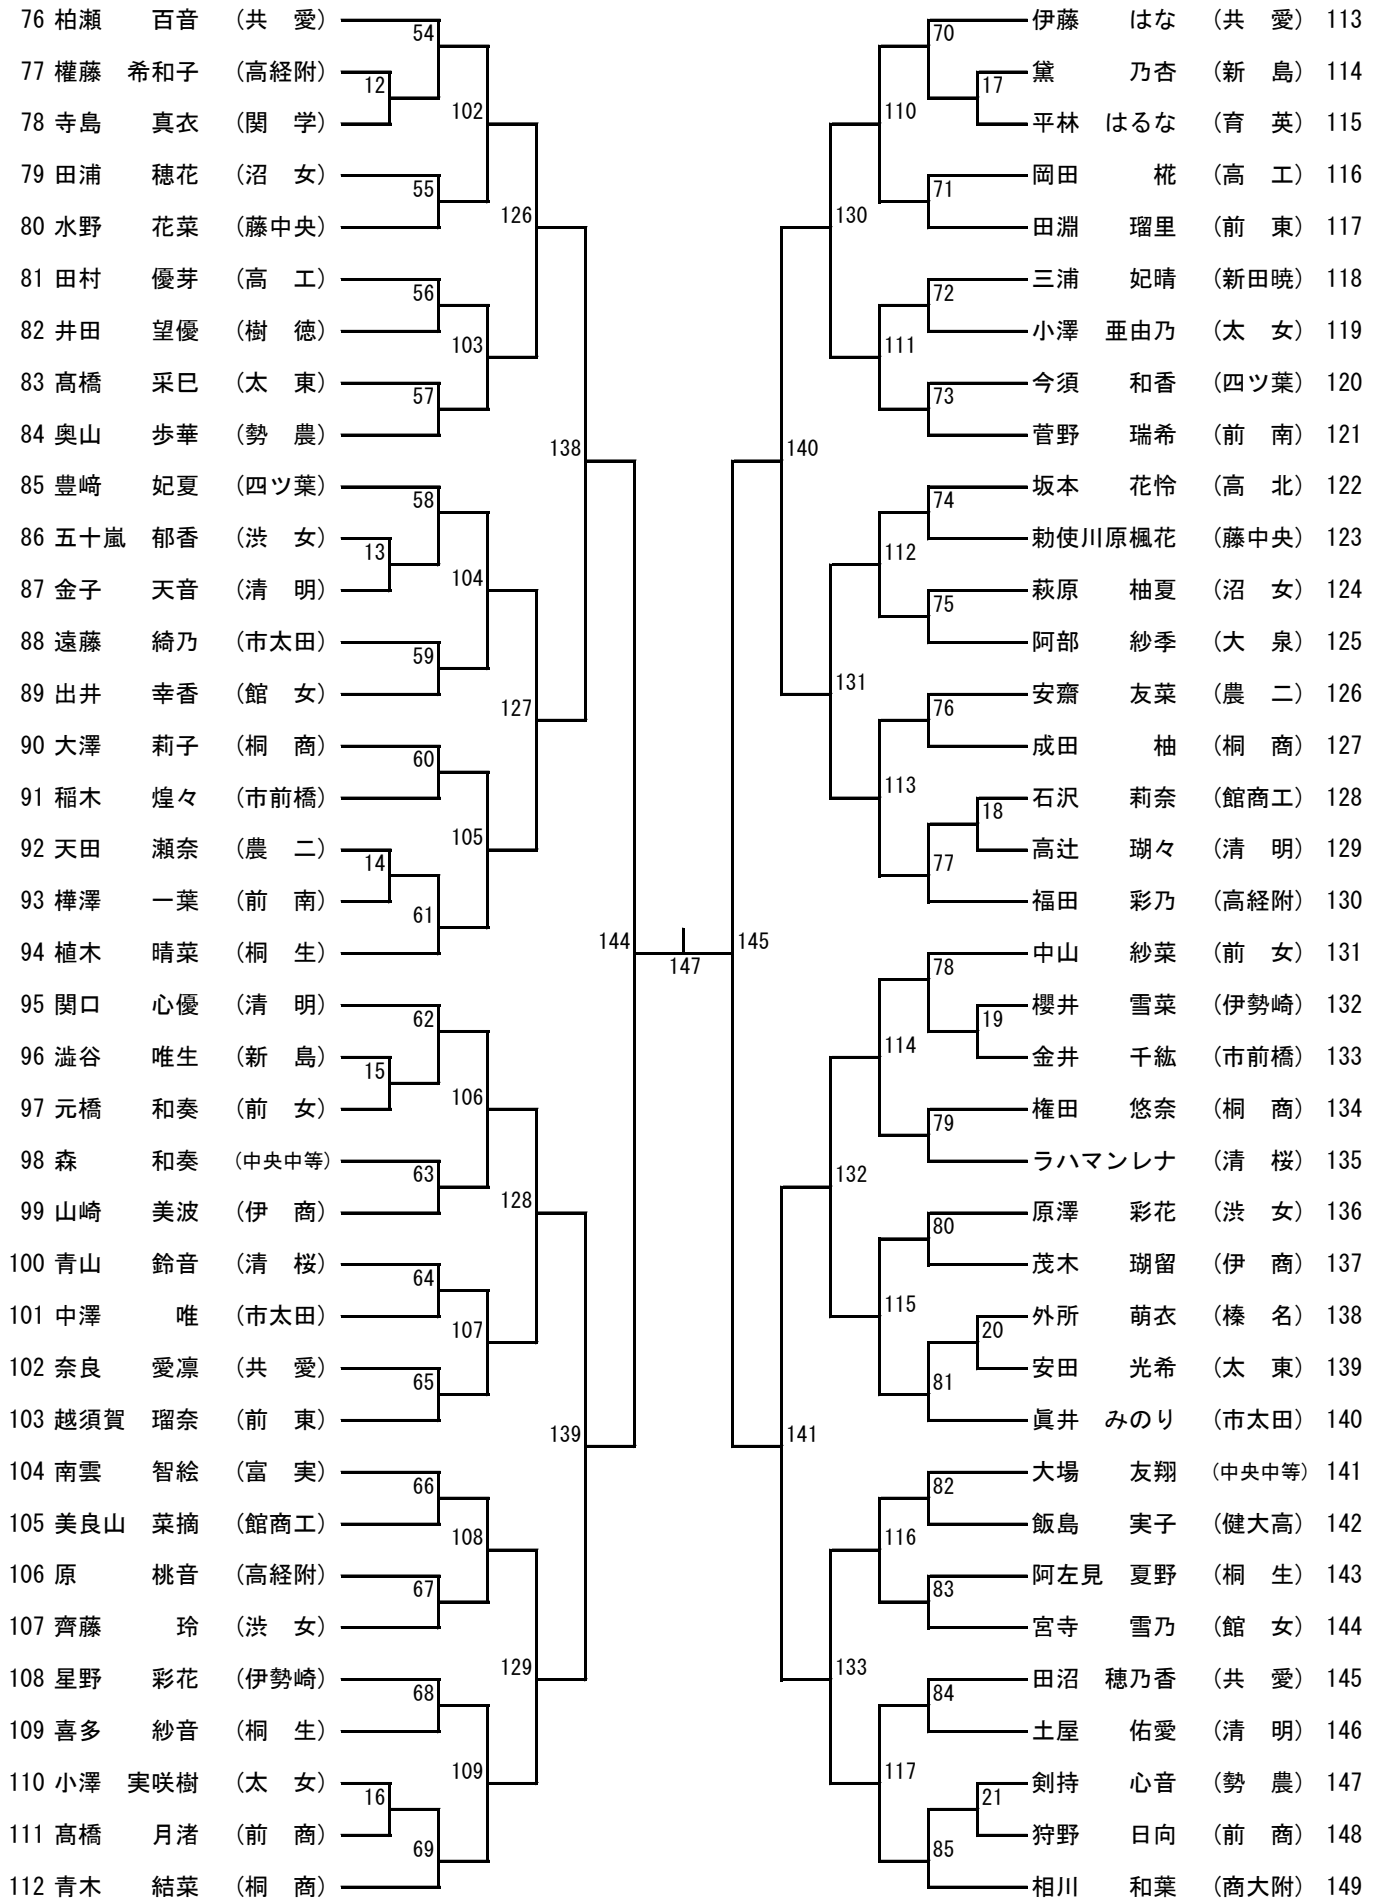 76 柏瀬 百音 (共 愛)
77 權藤 希和子 (高経附)
78 寺島 真衣 (関 学)
79 田浦 穂花 (沼 女)
80 水野 花菜 (藤中央)
81 田村 優芽 (高 工)
82 井田 望優 (樹 徳)
83 髙橋 采巳 (太 東)
84 奥山 歩華 (勢 農)
85 豊﨑 妃夏 (四ツ葉)
86 五十嵐 郁香 (渋 女)
87 金子 天音 (清 明)
88 遠藤 綺乃 (市太田)
89 出井 幸香 (館 女)
90 大澤 莉子 (桐 商)
91 稲木 煌々 (市前橋)
92 天田 瀬奈 (農 二)
93 樺澤 一葉 (前 南)
94 植木 晴菜 (桐 生)
95 関口 心優 (清 明)
96 澁谷 唯生 (新 島)
97 元橋 和奏 (前 女)
98 森 和奏 (中央中等)
99 山崎 美波 (伊 商)
100 青山 鈴音 (清 桜)
101 中澤 唯 (市太田)
102 奈良 愛凛 (共 愛)
103 越須賀 瑠奈 (前 東)
104 南雲 智絵 (富 実)
105 美良山 菜摘 (館商工)
106 原 桃音 (高経附)
107 齊藤 玲 (渋 女)
108 星野 彩花 (伊勢崎)
109 喜多 紗音 (桐 生)
110 小澤 実咲樹 (太 女)
111 髙橋 月渚 (前 商)
112 青木 結菜 (桐 商)
54
12
102
55
126
56
103
57
138
58
13
104
59
127
60
105
14
61
144
62
15
106
63
128
64
107
65
139
66
108
67
129
68
109
16
69
147
145
70
17
110
71
130
72
111
73
140
74
112
75
131
76
113
18
77
78
19
114
79
132
80
115
20
81
141
82
116
83
133
84
117
21
85
伊藤 はな (共 愛) 113
黛 乃杏 (新 島) 114
平林 はるな (育 英) 115
岡田 椛 (高 工) 116
田淵 瑠里 (前 東) 117
三浦 妃晴 (新田暁) 118
小澤 亜由乃 (太 女) 119
今須 和香 (四ツ葉) 120
菅野 瑞希 (前 南) 121
坂本 花怜 (高 北) 122
勅使川原楓花 (藤中央) 123
萩原 柚夏 (沼 女) 124
阿部 紗季 (大 泉) 125
安齋 友菜 (農 二) 126
成田 柚 (桐 商) 127
石沢 莉奈 (館商工) 128
高辻 瑚々 (清 明) 129
福田 彩乃 (高経附) 130
中山 紗菜 (前 女) 131
櫻井 雪菜 (伊勢崎) 132
金井 千紘 (市前橋) 133
権田 悠奈 (桐 商) 134
ラハマンレナ (清 桜) 135
原澤 彩花 (渋 女) 136
茂木 瑚留 (伊 商) 137
外所 萌衣 (榛 名) 138
安田 光希 (太 東) 139
眞井 みのり (市太田) 140
大場 友翔 (中央中等) 141
飯島 実子 (健大高) 142
阿左見 夏野 (桐 生) 143
宮寺 雪乃 (館 女) 144
田沼 穂乃香 (共 愛) 145
土屋 佑愛 (清 明) 146
剣持 心音 (勢 農) 147
狩野 日向 (前 商) 148
相川 和葉 (商大附) 149